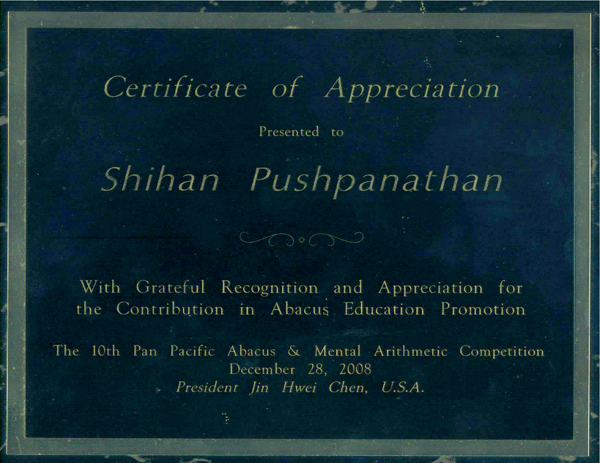 Certificate of Appreciation
Presented to
Shihan Pushpanathan
With Grateful Recognition and Appreciation for
the Contribution in Abacus Education Promotion
The 10th Pan Pacific Abacus & Mental Arithmetic Competition
December 28, 2008
President Jin Hwei Chen, U.S.A.